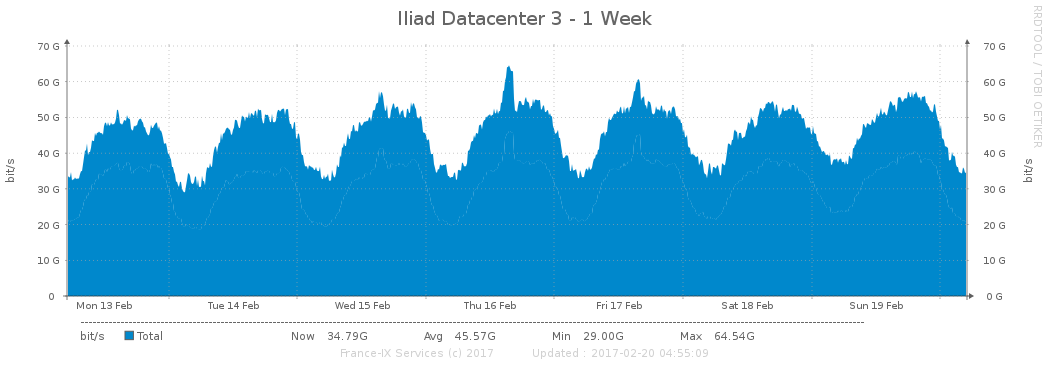 Iliad Datacenter 3 - 1 Week
RRDTOOL / TOBI OETIKER
70 G 70 G
60 G 60 G
50 G 50 G
40 G 40 G
30 G 30 G
20 G 20 G
10 G 10 G
0 0 G
bit/s
bit/s
Mon 13 Feb Tue 14 Feb Wed 15 Feb Thu 16 Feb Fri 17 Feb Sat 18 Feb Sun 19 Feb
bit/s Total Now 34.79G Avg 45.57G Min 29.00G Max 64.54G
France-IX Services (c) 2017 Updated : 2017-02-20 04:55:09